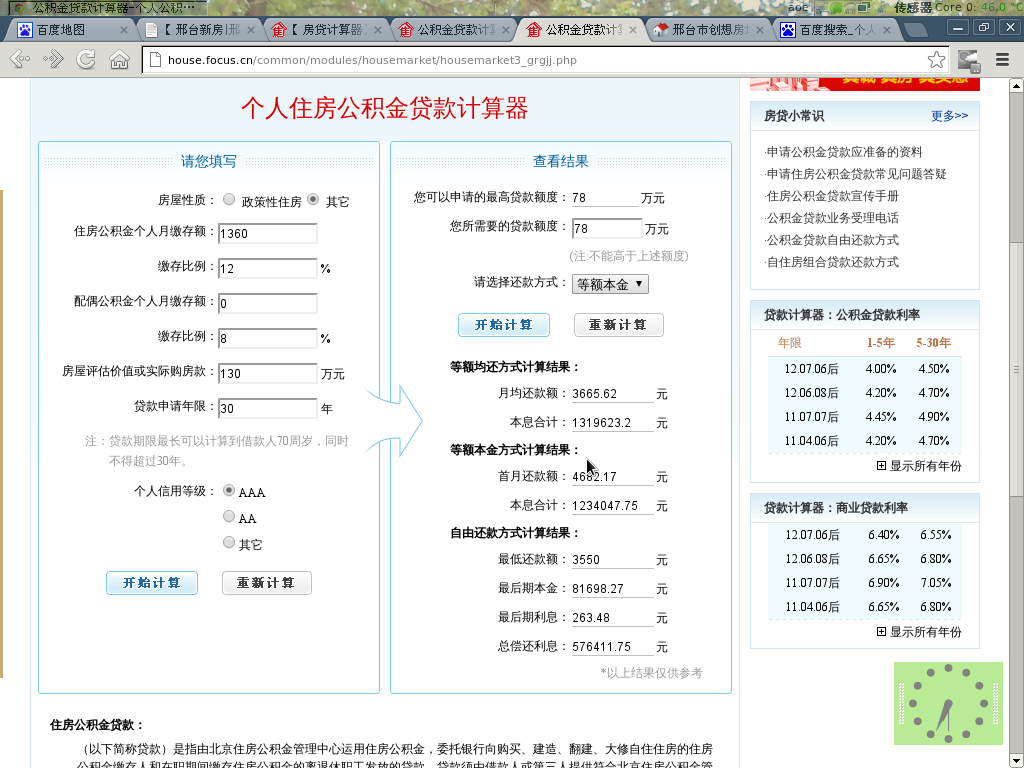 公积金贷款计算器-个人公积…
aoe
传感器 Core 0: 46.0 °C
百度地图
【 邢台新房|邢
【 房贷计算器
公积金贷款计
公积金贷款计
邢台市创想房
百度搜索_个人
house.focus.cn/common/modules/housemarket/housemarket3_grgjj.php
个人住房公积金贷款计算器
请您填写
房屋性质： 政策性住房 其它
住房公积金个人月缴存额： 1360
缴存比例： 12 %
配偶公积金个人月缴存额： 0
缴存比例： 8 %
房屋评估价值或实际购房款： 130 万元
贷款申请年限： 30 年
注：贷款期限最长可以计算到借款人70周岁，同时
不得超过30年。
个人信用等级： AAA
AA
其它
开始计算 重新计算
查看结果
您可以申请的最高贷款额度： 78 万元
您所需要的贷款额度： 78 万元
(注:不能高于上述额度)
请选择还款方式： 等额本金
开始计算 重新计算
等额均还方式计算结果：
月均还款额： 3665.62 元
本息合计： 1319623.2 元
等额本金方式计算结果：
首月还款额： 4682.17 元
本息合计： 1234047.75 元
自由还款方式计算结果：
最低还款额： 3550 元
最后期本金： 81698.27 元
最后期利息： 263.48 元
总偿还利息： 576411.75 元
*以上结果仅供参考
房贷小常识 更多>>
·申请公积金贷款应准备的资料
·申请住房公积金贷款常见问题答疑
·住房公积金贷款宣传手册
·公积金贷款业务受理电话
·公积金贷款自由还款方式
·自住房组合贷款还款方式
贷款计算器：公积金贷款利率
年限 1-5年 5-30年
12.07.06后 4.00% 4.50%
12.06.08后 4.20% 4.70%
11.07.07后 4.45% 4.90%
11.04.06后 4.20% 4.70%
显示所有年份
贷款计算器：商业贷款利率
12.07.06后 6.40% 6.55%
12.06.08后 6.65% 6.80%
11.07.07后 6.90% 7.05%
11.04.06后 6.65% 6.80%
显示所有年份
住房公积金贷款：
（以下简称贷款）是指由北京住房公积金管理中心运用住房公积金，委托银行向购买、建造、翻建、大修自住住房的住房
公积金缴存人和在职期间缴存住房公积金的离退休职工发放的贷款。贷款须由借款人或第三人提供符合北京住房公积金管